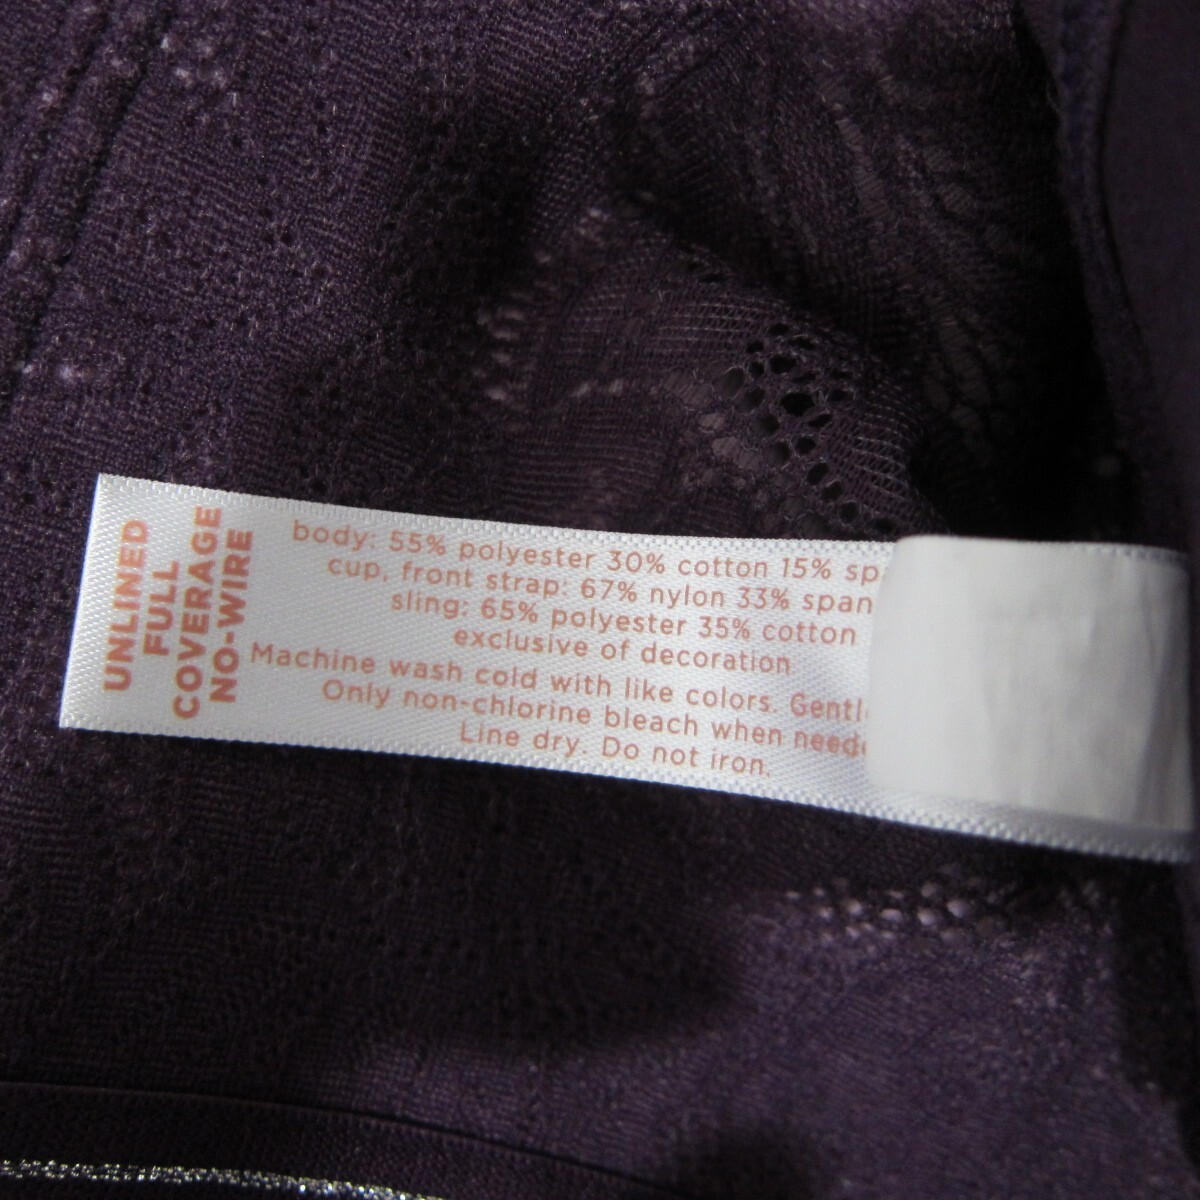 UNLINED
FULL
COVERAGE
NO-WIRE
body: 55% polyester 30% cotton 15%
cup, front strap: 67% nylon 33%
sling: 65% polyester 35% cotton
exclusive of decoration
Machine wash cold with like colors.
Only non-chlorine bleach when
Line dry. Do not iron.